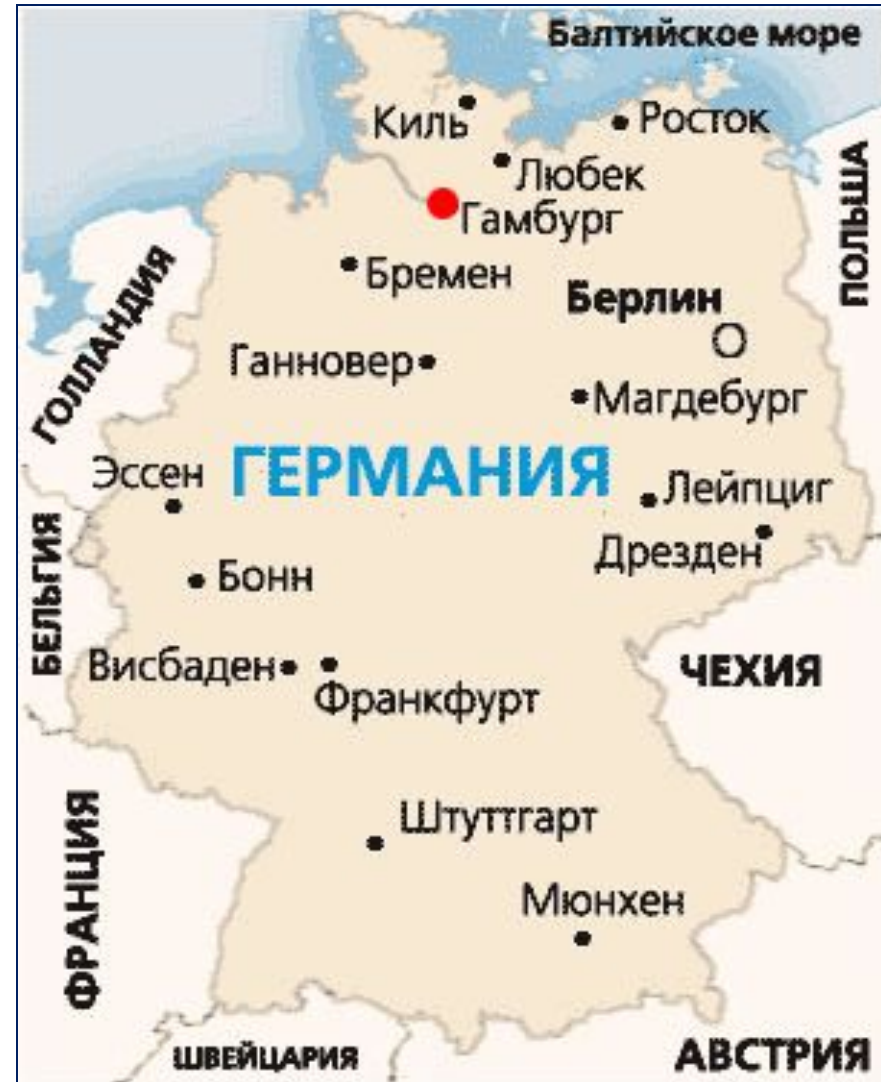 Балтийское море
Киль
Росток
Любек
Гамбург
ПОЛЬША
Бремен
ГОЛЛАНДИЯ
Берлин
Ганновер
Магдебург
Эссен
ГЕРМАНИЯ
Лейпциг
Дрезден
БЕЛЬГИЯ
Бонн
Висбаден
Франкфурт
ЧЕХИЯ
ФРАНЦИЯ
Штуттгарт
Мюнхен
ШВЕЙЦАРИЯ
АВСТРИЯ